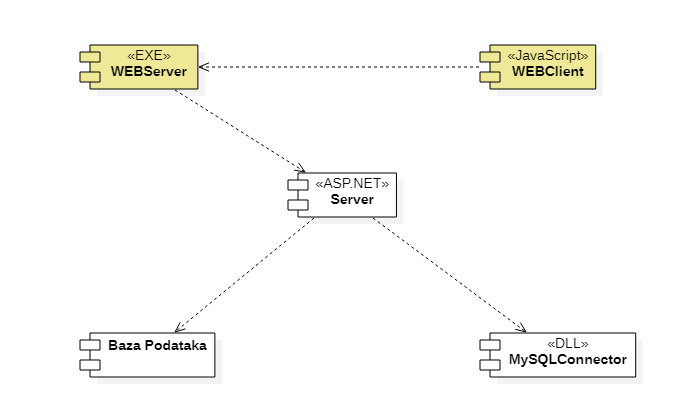 «EXE»
WEBServer
«JavaScript»
WEBClient
«ASP.NET»
Server
Baza Podataka
«DLL»
MySQLConnector